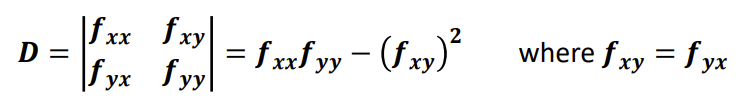 D = |f_xx f_xy; f_yx f_yy| = f_xx f_yy − (f_xy)² where f_xy = f_yx